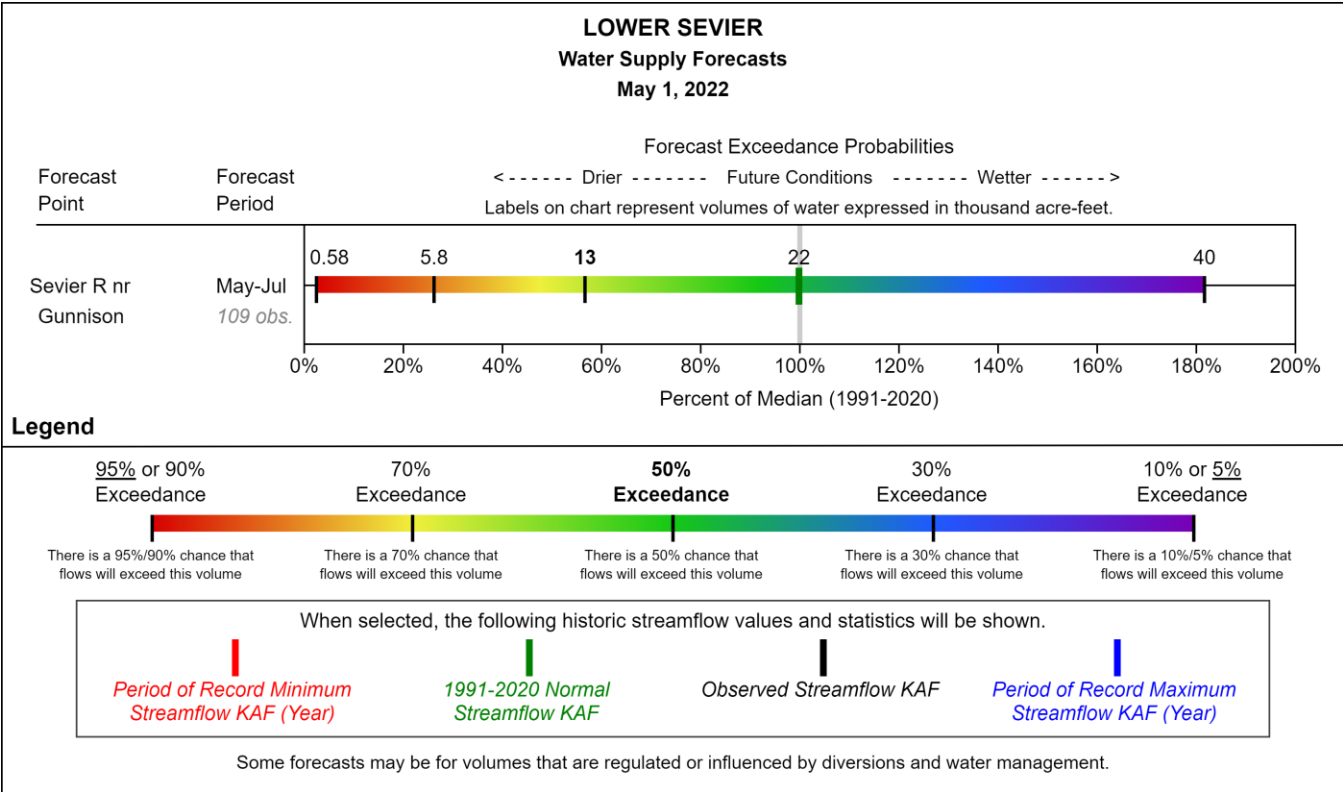 LOWER SEVIER
Water Supply Forecasts
May 1, 2022
Forecast Exceedance Probabilities
Forecast Point
Forecast Period
<------ Drier ------- Future Conditions ------- Wetter ------>
Labels on chart represent volumes of water expressed in thousand acre-feet.
0.58 5.8 13 22 40
Sevier R nr
Gunnison
May-Jul
109 obs.
0% 20% 40% 60% 80% 100% 120% 140% 160% 180% 200%
Percent of Median (1991-2020)
Legend
95% or 90%
Exceedance
70%
Exceedance
50%
Exceedance
30%
Exceedance
10% or 5%
Exceedance
There is a 95%/90% chance that
flows will exceed this volume
There is a 70% chance that
flows will exceed this volume
There is a 50% chance that
flows will exceed this volume
There is a 30% chance that
flows will exceed this volume
There is a 10%/5% chance that
flows will exceed this volume
When selected, the following historic streamflow values and statistics will be shown.
Period of Record Minimum
Streamflow KAF (Year)
1991-2020 Normal
Streamflow KAF
Observed Streamflow KAF
Period of Record Maximum
Streamflow KAF (Year)
Some forecasts may be for volumes that are regulated or influenced by diversions and water management.